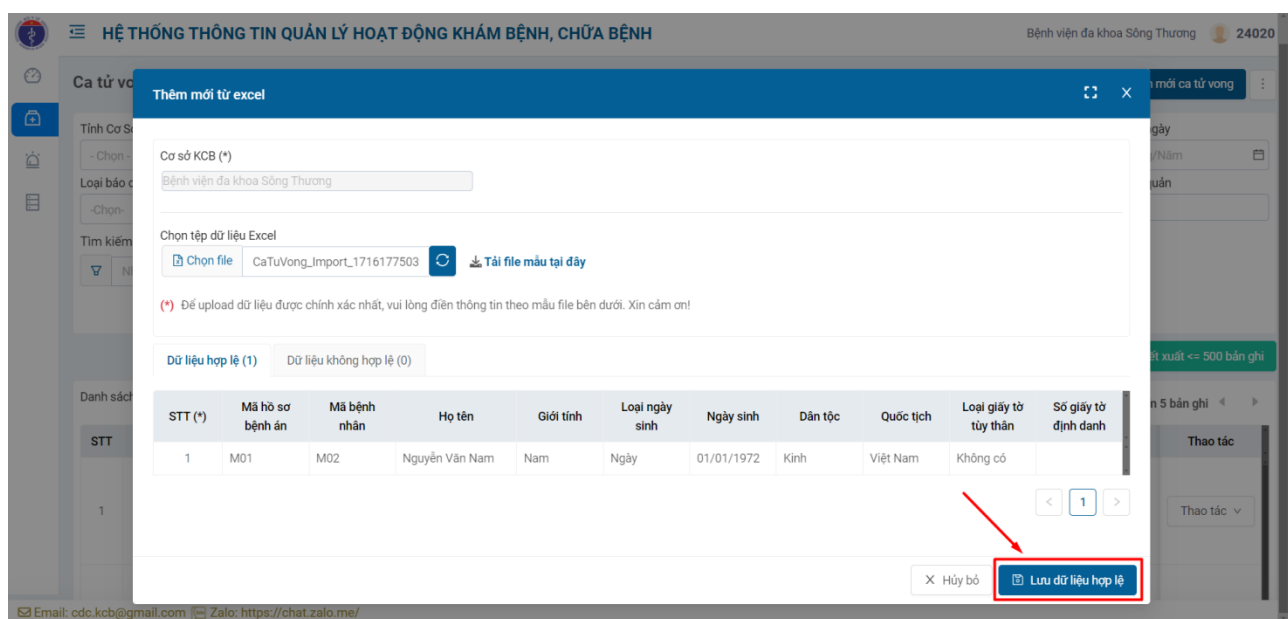 HỆ THỐNG THÔNG TIN QUẢN LÝ HOẠT ĐỘNG KHÁM BỆNH, CHỮA BỆNH
Bệnh viện đa khoa Sông Thương
24020
Ca tử vo
mới ca tử vong
Thêm mới từ excel
Tỉnh Cơ Sở
- Chọn -
Loại báo c
-Chọn-
Tìm kiếm
gày
/Năm
quản
Cơ sở KCB (*)
Bệnh viện đa khoa Sông Thương
Chọn tệp dữ liệu Excel
Chọn file CaTuVong_Import_1716177503 Tải file mẫu tại đây
(*) Để upload dữ liệu được chính xác nhất, vui lòng điền thông tin theo mẫu file bên dưới. Xin cảm ơn!
Dữ liệu hợp lệ (1) Dữ liệu không hợp lệ (0)
ết xuất <= 500 bản ghi
Danh sách
n 5 bản ghi
STT
Thao tác
STT (*) Mã hồ sơ bệnh án Mã bệnh nhân Họ tên Giới tính Loại ngày sinh Ngày sinh Dân tộc Quốc tịch Loại giấy tờ tùy thân Số giấy tờ định danh
1 M01 M02 Nguyễn Văn Nam Nam Ngày 01/01/1972 Kinh Việt Nam Không có
1
1
Thao tác
Hủy bỏ Lưu dữ liệu hợp lệ
Email: cdc.kcb@gmail.com Zalo: https://chat.zalo.me/